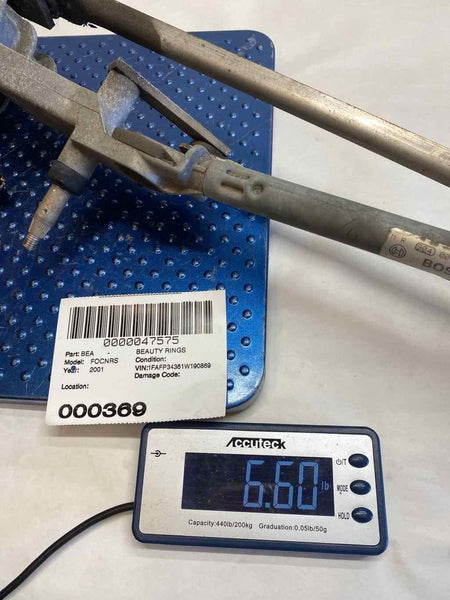 BOS
0000047575
Part: BEA - BEAUTY RINGS
Model: FOCNRS Condition:
Year: 2001 VIN:1FAFP34361W190869
Damage Code:
Location:
000369
Accuteck
6.60 lb
⏻/T
MODE
HOLD
Capacity:440lb/200kg Graduation:0.05lb/50g